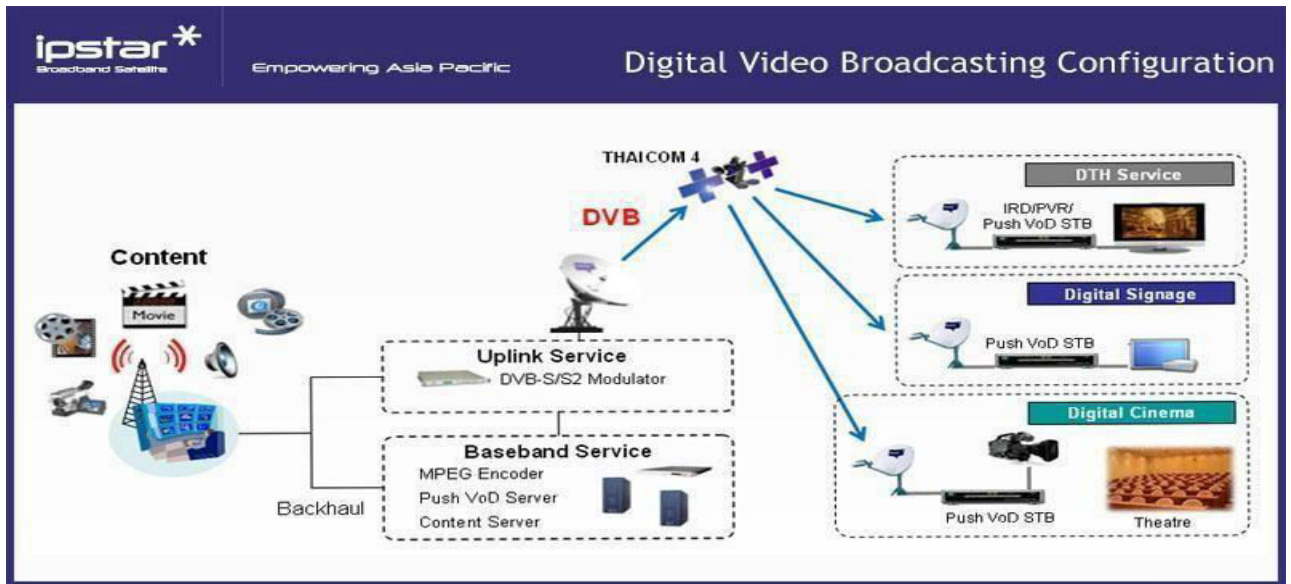 ipstar
Broadband Satellite
Empowering Asia Pacific
Digital Video Broadcasting Configuration
Content
Movie
Backhaul
Uplink Service
DVB-S/S2 Modulator
Baseband Service
MPEG Encoder
Push VoD Server
Content Server
DVB
THAICOM 4
DTH Service
IRD/PVR/
Push VoD STB
Digital Signage
Push VoD STB
Digital Cinema
Push VoD STB
Theatre